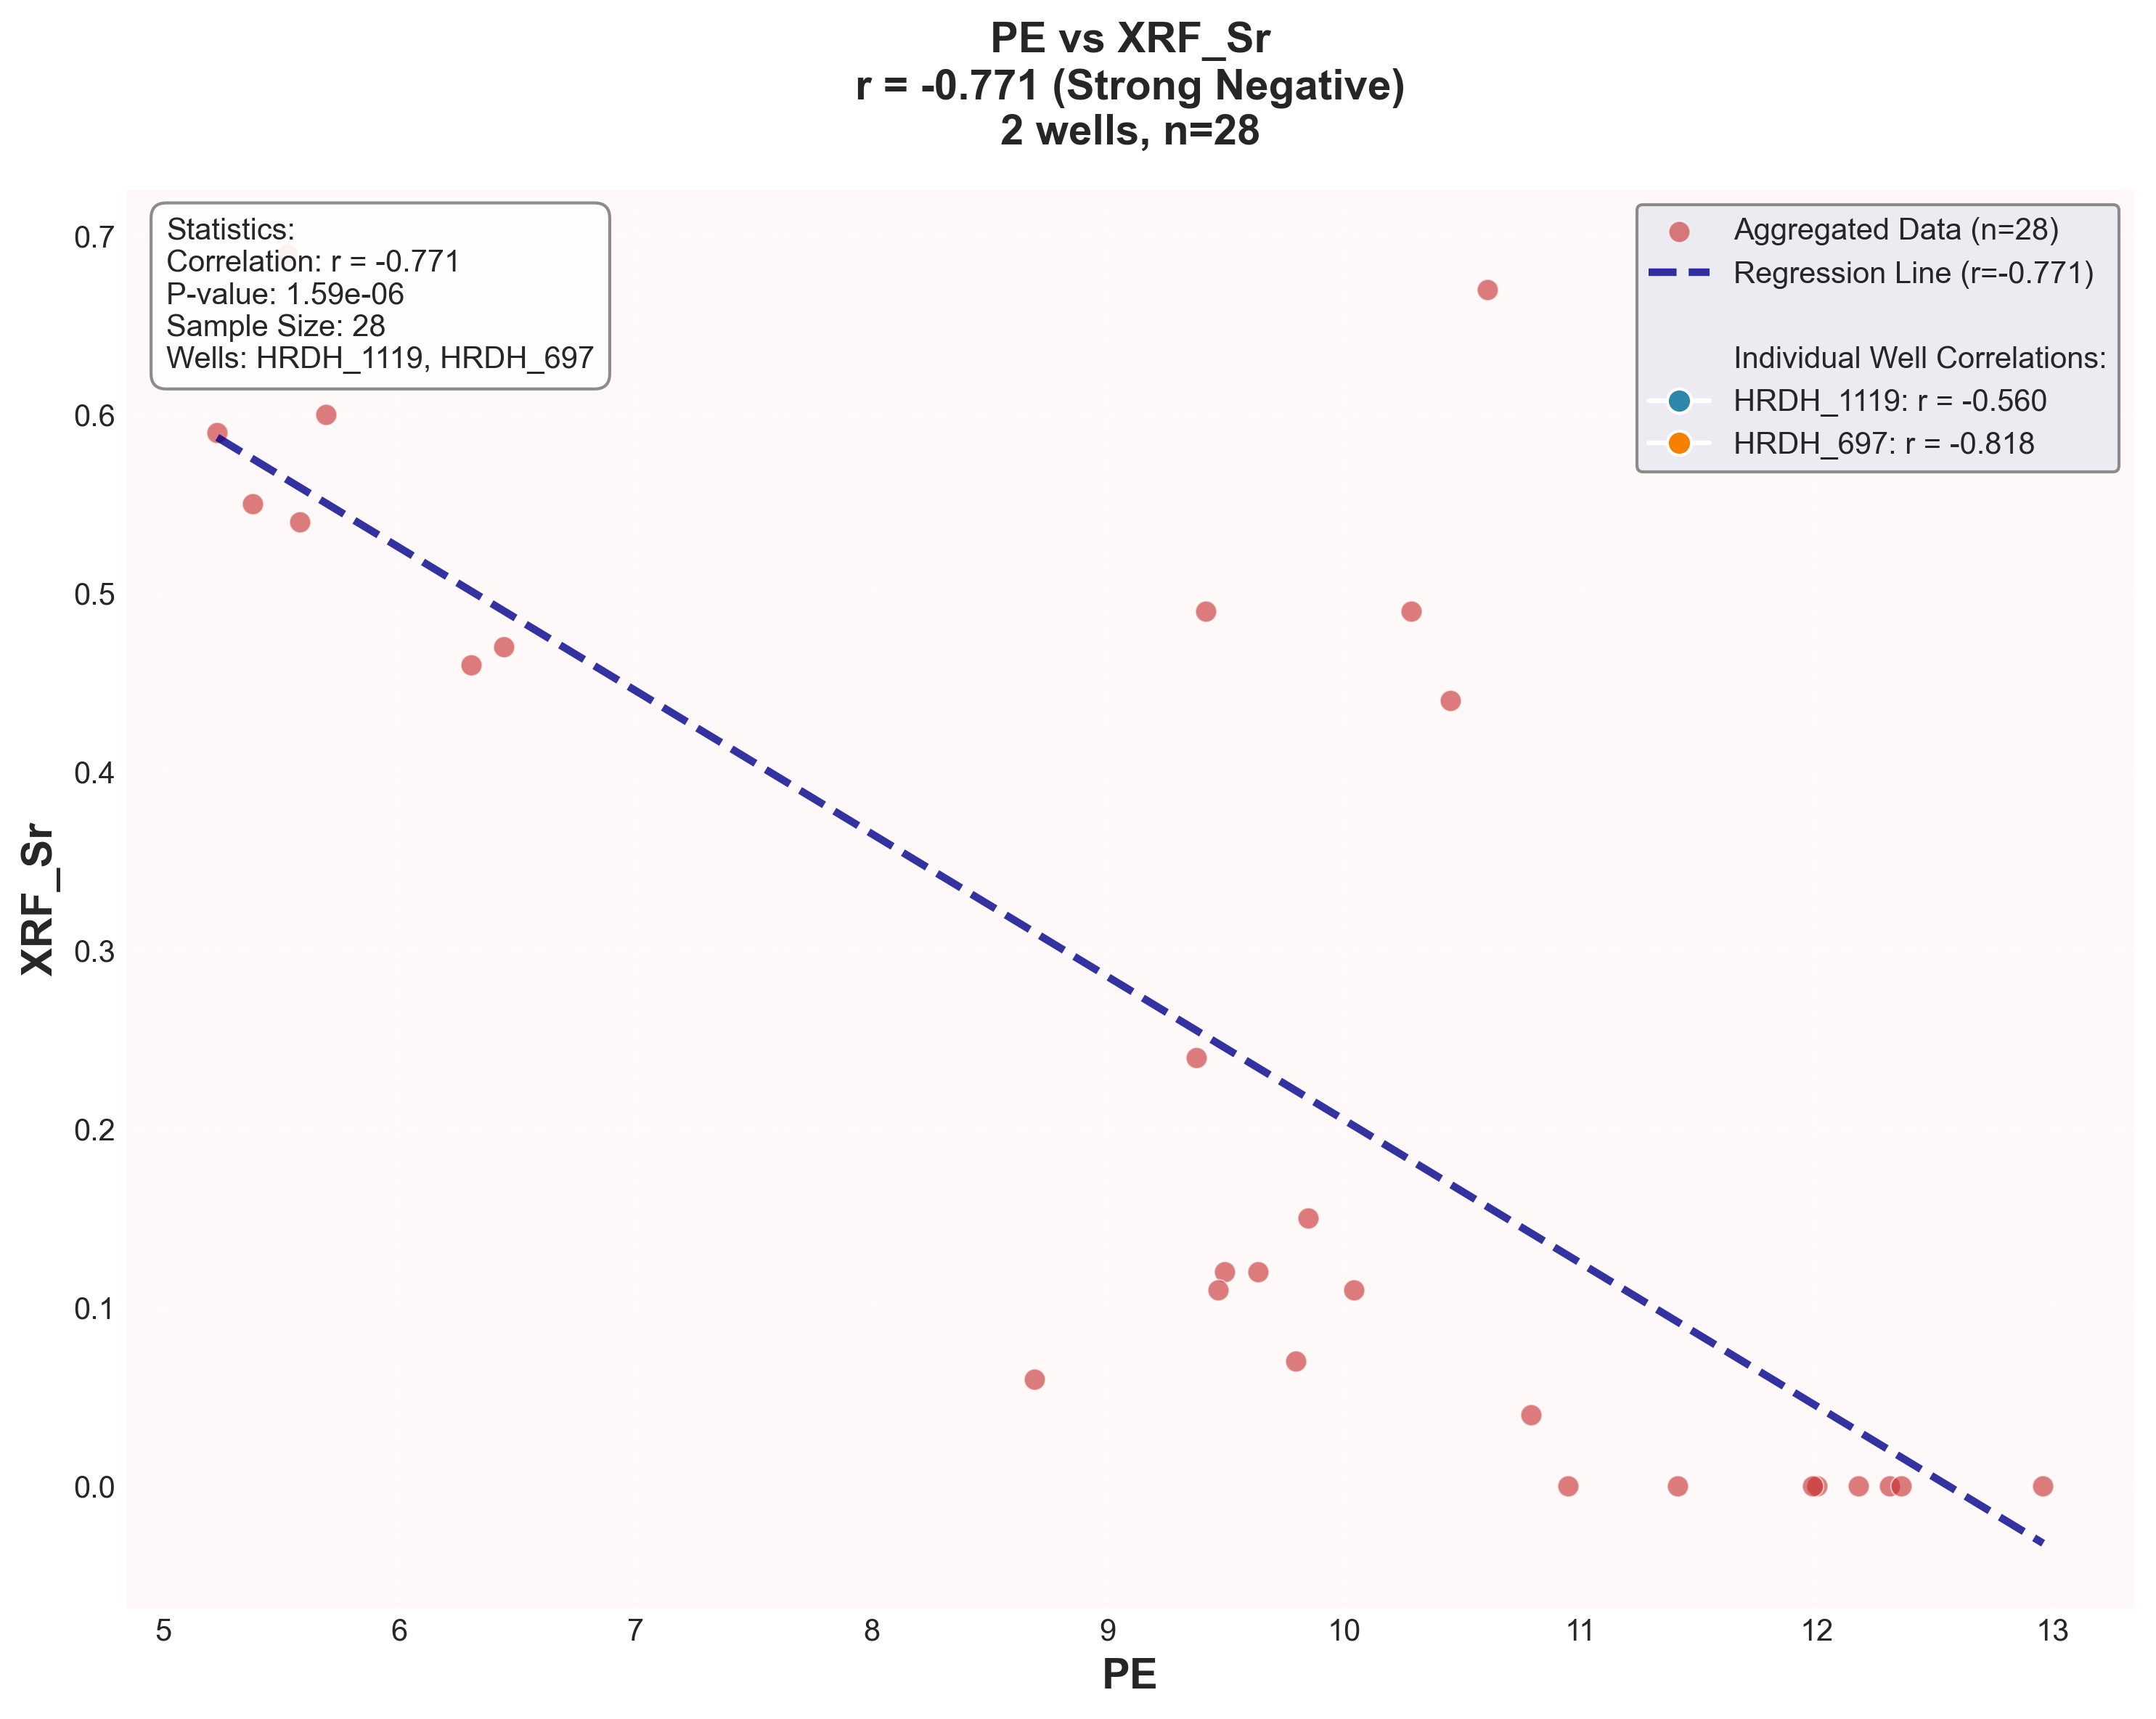 PE vs XRF_Sr
r = -0.771 (Strong Negative)
2 wells, n=28
Statistics:
Correlation: r = -0.771
P-value: 1.59e-06
Sample Size: 28
Wells: HRDH_1119, HRDH_697
Aggregated Data (n=28)
Regression Line (r=-0.771)
Individual Well Correlations:
HRDH_1119: r = -0.560
HRDH_697: r = -0.818
XRF_Sr
0.7
0.6
0.5
0.4
0.3
0.2
0.1
0.0
5 6 7 8 9 10 11 12 13
PE